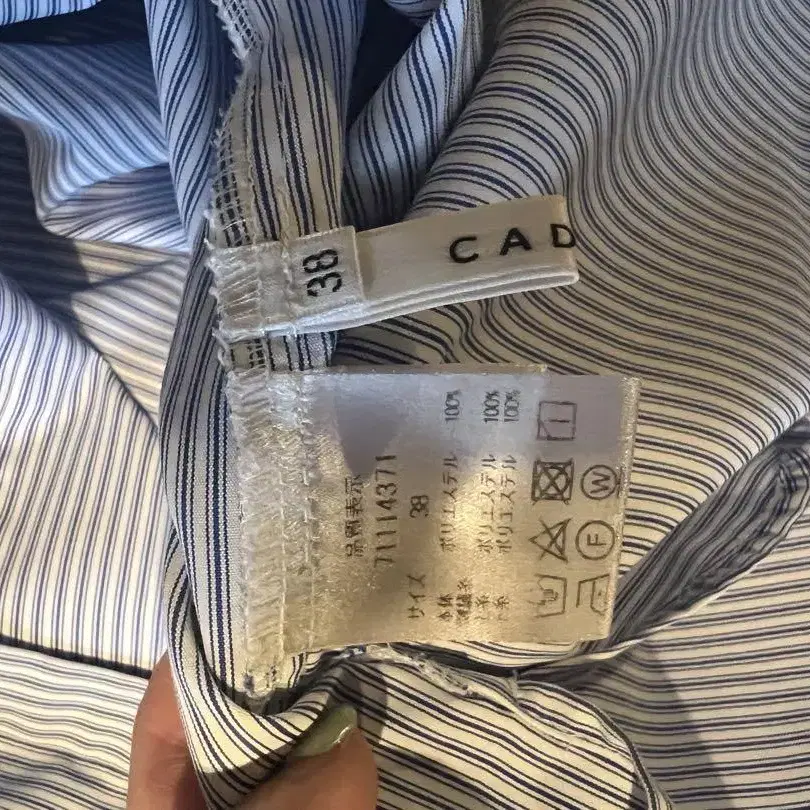 CAD
38
品質表示
71114371
サイズ 38
本体 ポリエステル 100%
ポリエステル 100%
ポリエステル 100%
W
F